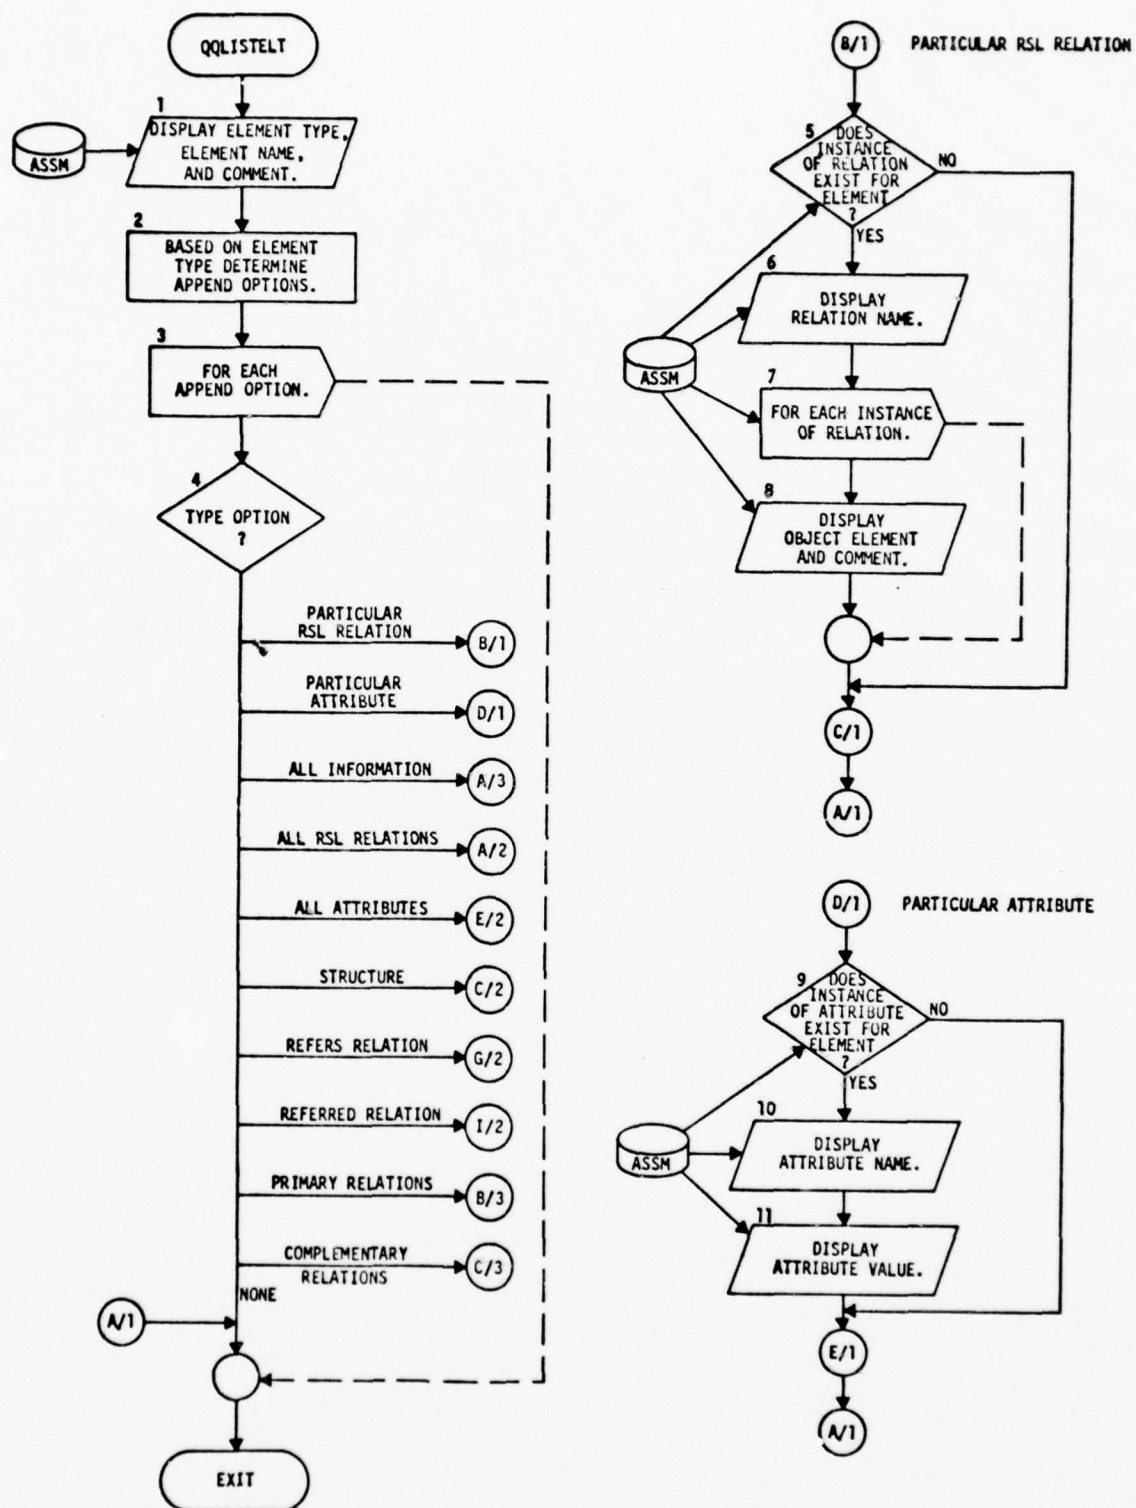 QQLISTELT
1
DISPLAY ELEMENT TYPE,
ELEMENT NAME,
AND COMMENT.
ASSM
2
BASED ON ELEMENT
TYPE DETERMINE
APPEND OPTIONS.
3
FOR EACH
APPEND OPTION.
4
TYPE OPTION
?
PARTICULAR
RSL RELATION
B/1
PARTICULAR
ATTRIBUTE
D/1
ALL INFORMATION
A/3
ALL RSL RELATIONS
A/2
ALL ATTRIBUTES
E/2
STRUCTURE
C/2
REFERS RELATION
G/2
REFERRED RELATION
I/2
PRIMARY RELATIONS
B/3
COMPLEMENTARY
RELATIONS
C/3
NONE
A/1
EXIT
B/1 PARTICULAR RSL RELATION
5 DOES
INSTANCE
OF RELATION
EXIST FOR
ELEMENT
?
NO
YES
6
DISPLAY
RELATION NAME.
ASSM
7
FOR EACH INSTANCE
OF RELATION.
8
DISPLAY
OBJECT ELEMENT
AND COMMENT.
C/1
A/1
D/1 PARTICULAR ATTRIBUTE
9 DOES
INSTANCE
OF ATTRIBUTE
EXIST FOR
ELEMENT
?
NO
YES
10
DISPLAY
ATTRIBUTE NAME.
ASSM
11
DISPLAY
ATTRIBUTE VALUE.
E/1
A/1